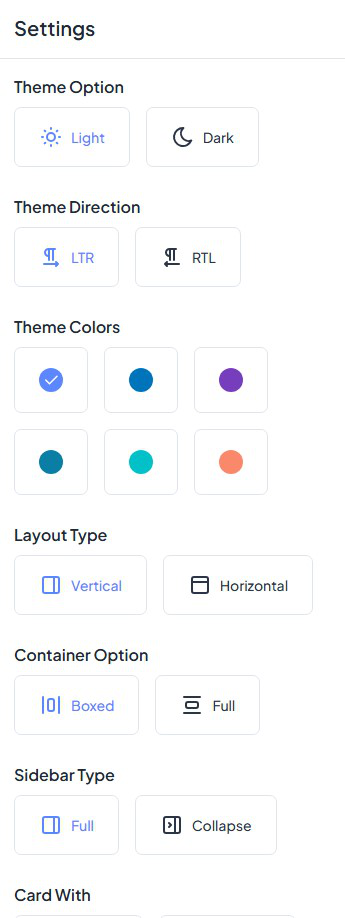 Settings
Theme Option
Light Dark
Theme Direction
LTR RTL
Theme Colors
Layout Type
Vertical Horizontal
Container Option
Boxed Full
Sidebar Type
Full Collapse
Card With